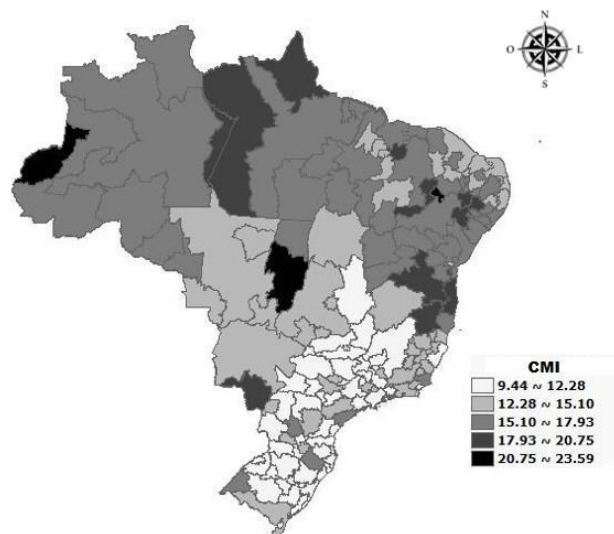 N
O L
S
CMI
9.44 ~ 12.28
12.28 ~ 15.10
15.10 ~ 17.93
17.93 ~ 20.75
20.75 ~ 23.59